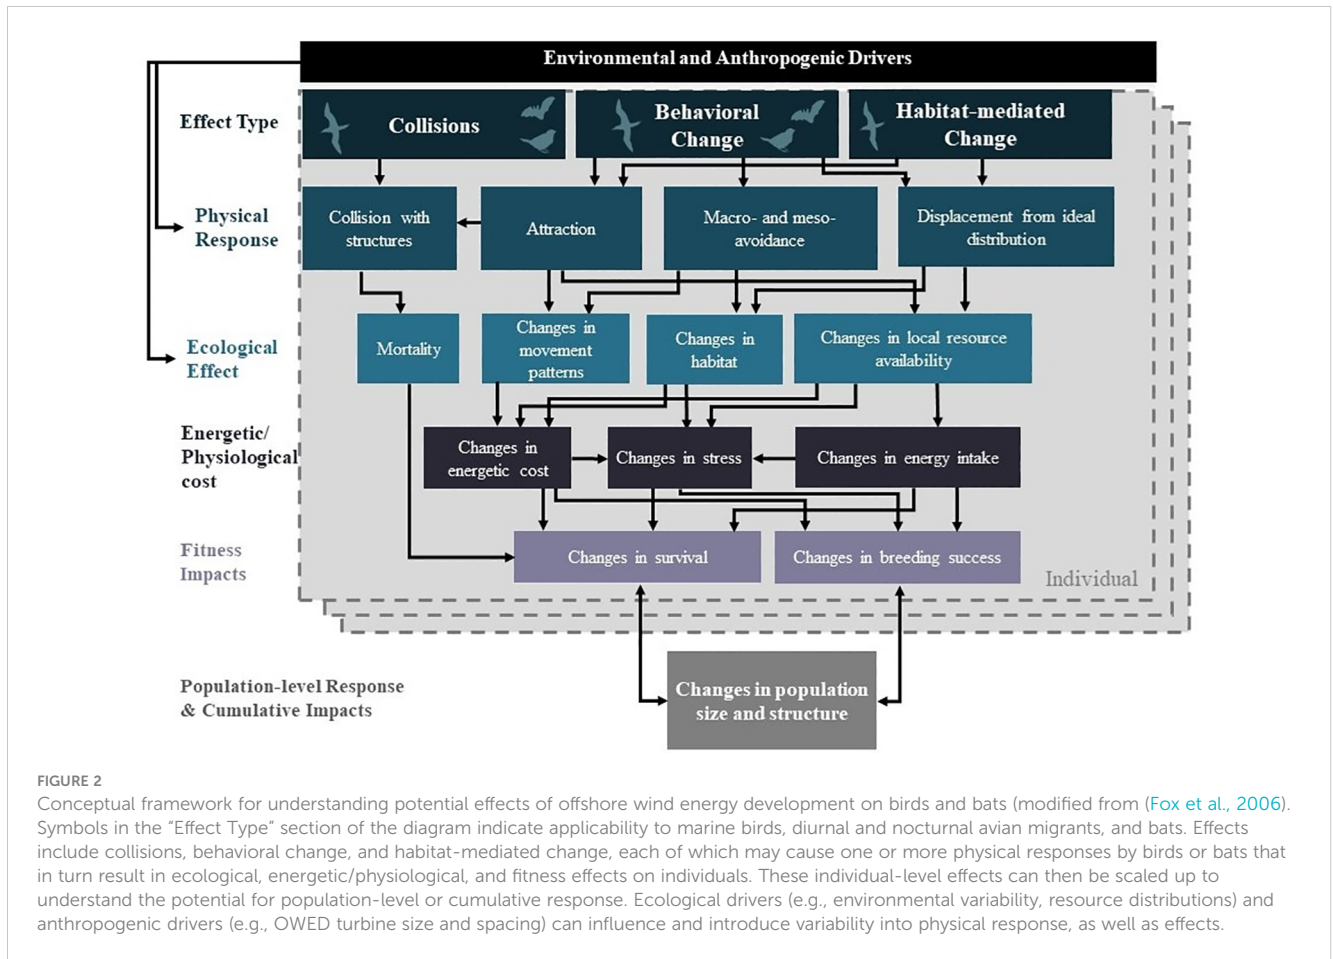 Environmental and Anthropogenic Drivers
Effect Type
Collisions
Behavioral
Change
Habitat-mediated
Change
Physical
Response
Collision with
structures
Attraction
Macro- and meso-
avoidance
Displacement from ideal
distribution
Ecological
Effect
Mortality
Changes in
movement
patterns
Changes in
habitat
Changes in local resource
availability
Energetic/
Physiological
cost
Changes in
energetic cost
Changes in stress
Changes in energy intake
Fitness
Impacts
Changes in survival
Changes in breeding success
Individual
Population-level Response
& Cumulative Impacts
Changes in population
size and structure
FIGURE 2
Conceptual framework for understanding potential effects of offshore wind energy development on birds and bats (modified from (Fox et al., 2006).
Symbols in the “Effect Type” section of the diagram indicate applicability to marine birds, diurnal and nocturnal avian migrants, and bats. Effects
include collisions, behavioral change, and habitat-mediated change, each of which may cause one or more physical responses by birds or bats that
in turn result in ecological, energetic/physiological, and fitness effects on individuals. These individual-level effects can then be scaled up to
understand the potential for population-level or cumulative response. Ecological drivers (e.g., environmental variability, resource distributions) and
anthropogenic drivers (e.g., OWED turbine size and spacing) can influence and introduce variability into physical response, as well as effects.